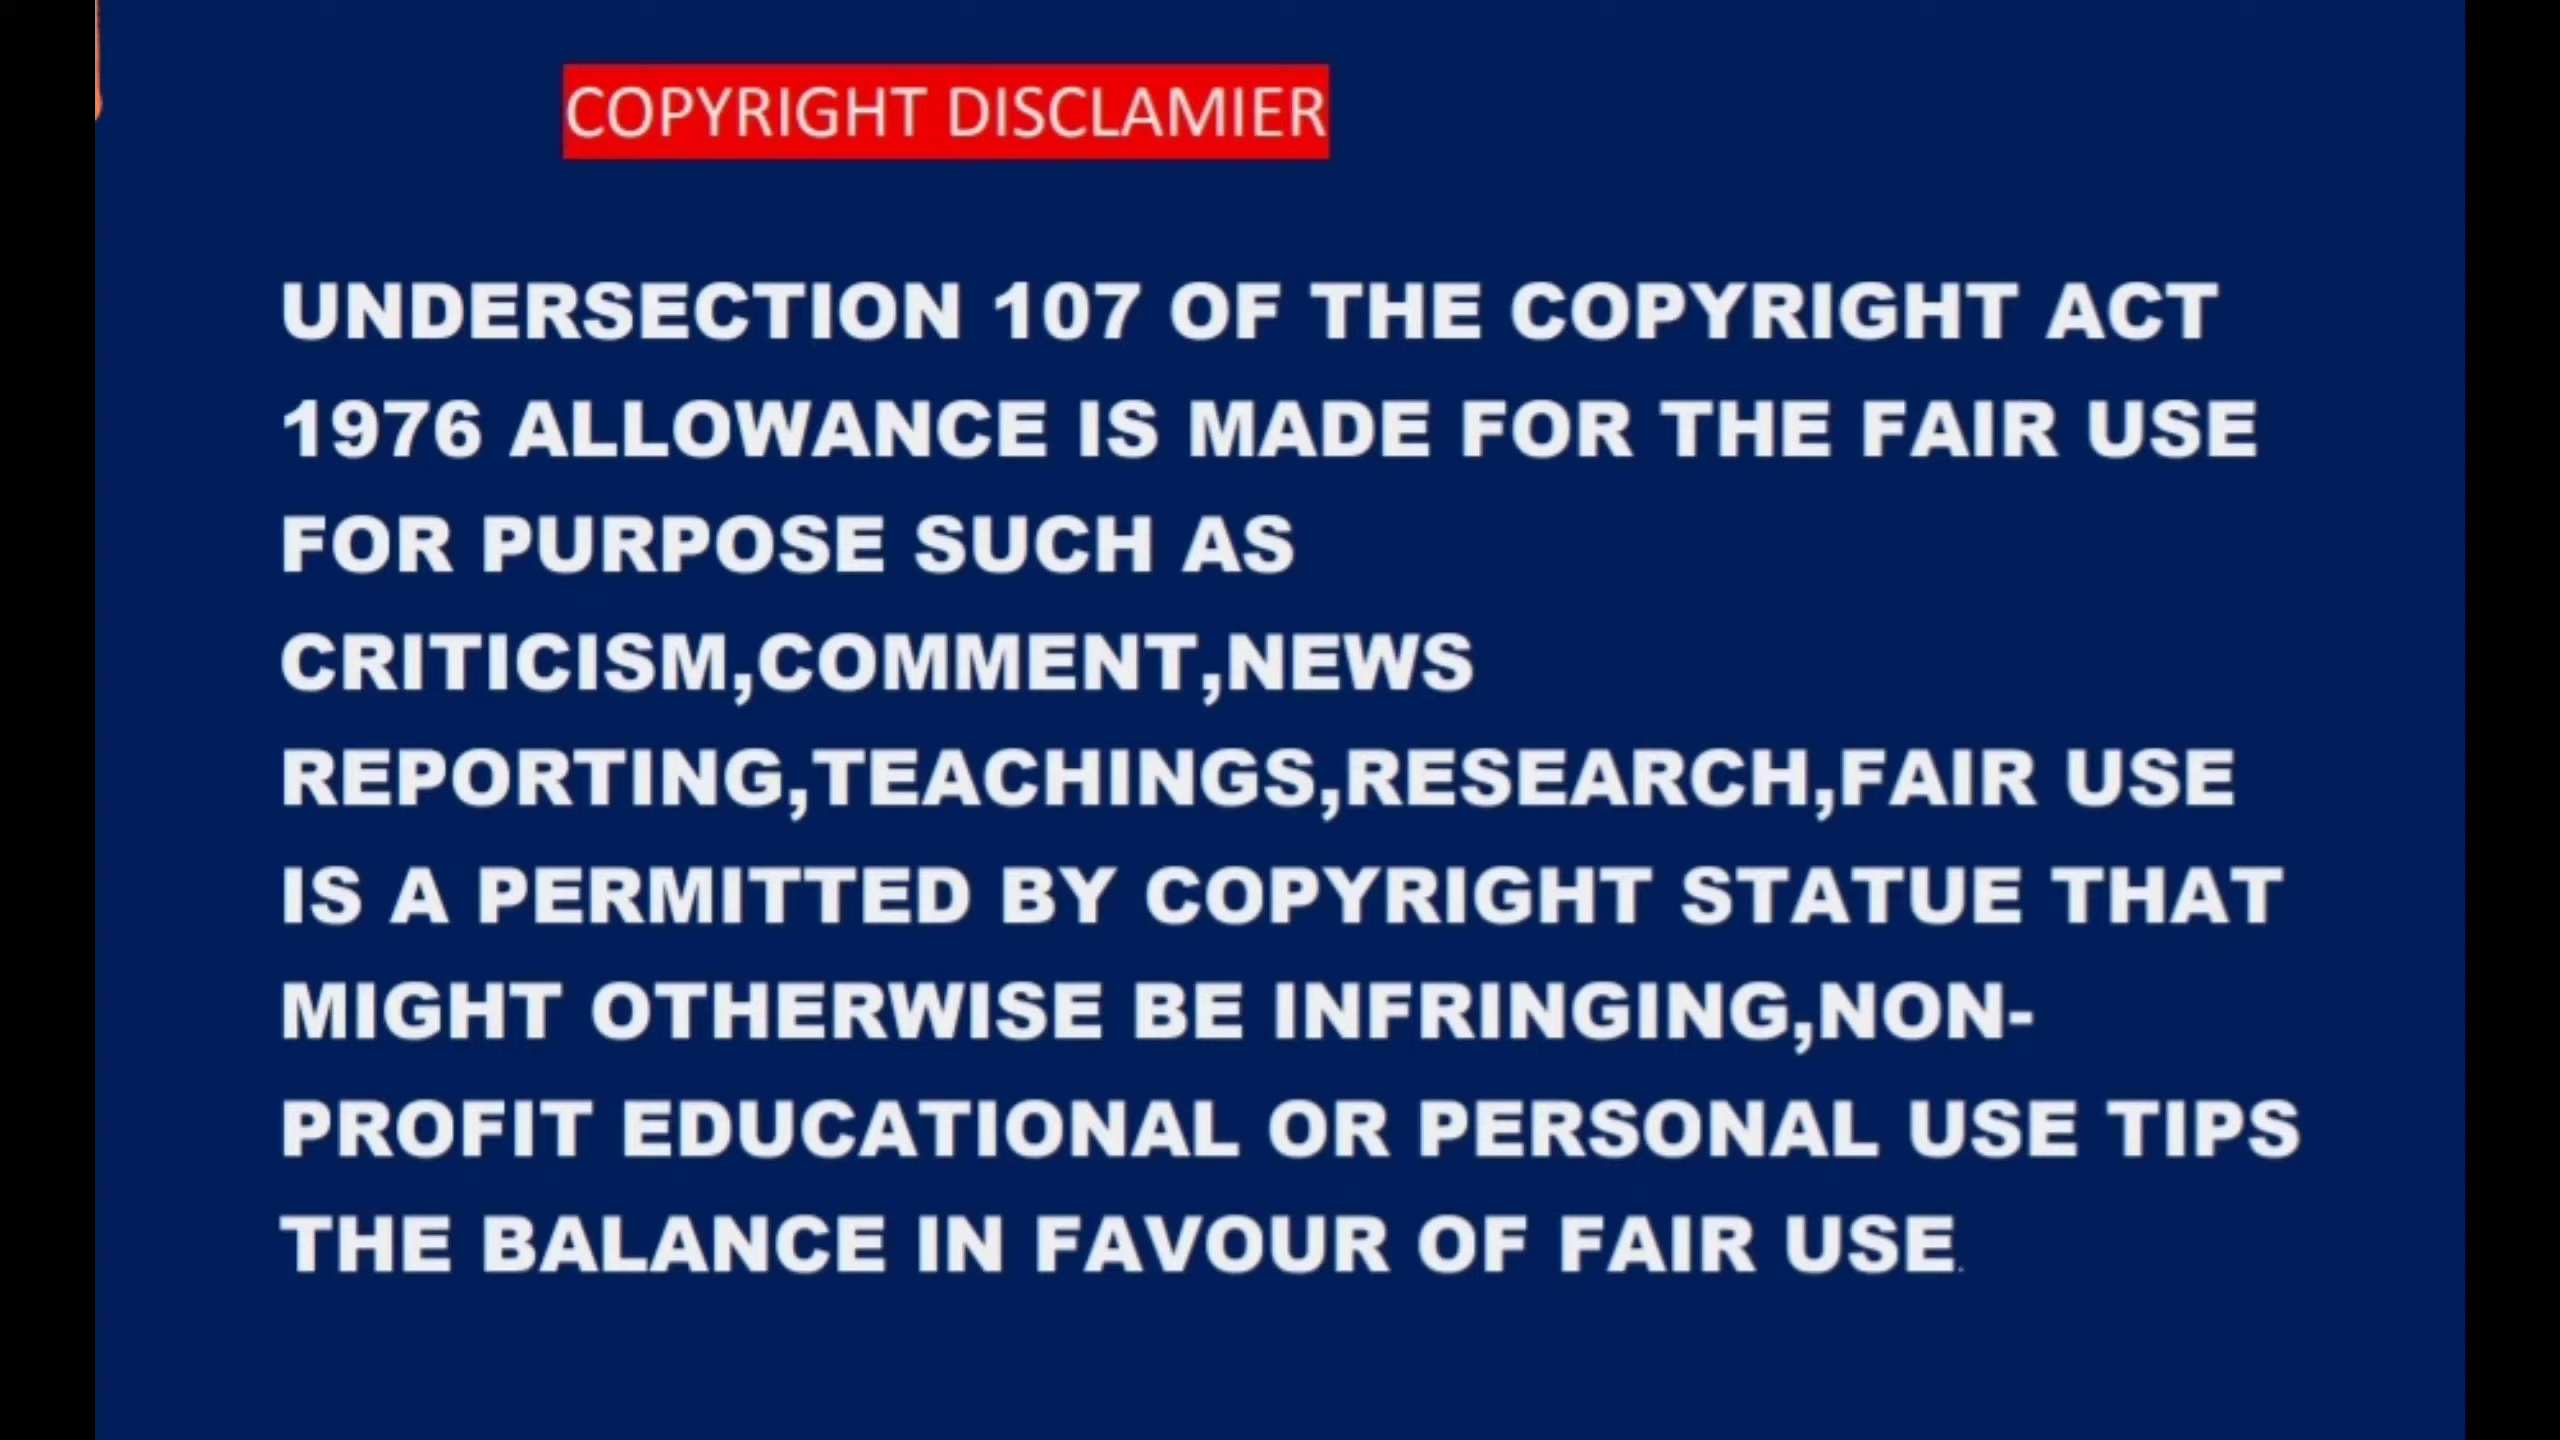 COPYRIGHT DISCLAMIER
UNDERSECTION 107 OF THE COPYRIGHT ACT
1976 ALLOWANCE IS MADE FOR THE FAIR USE
FOR PURPOSE SUCH AS
CRITICISM,COMMENT,NEWS
REPORTING,TEACHINGS,RESEARCH,FAIR USE
IS A PERMITTED BY COPYRIGHT STATUE THAT
MIGHT OTHERWISE BE INFRINGING,NON-
PROFIT EDUCATIONAL OR PERSONAL USE TIPS
THE BALANCE IN FAVOUR OF FAIR USE.